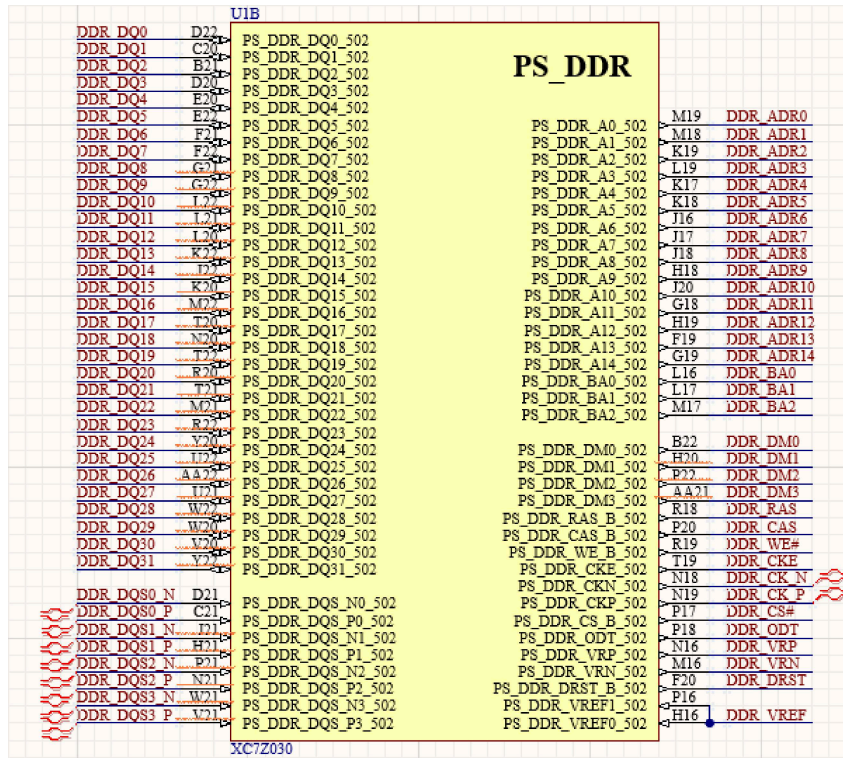 U1B
PS_DDR
DDR_DQ0 D22 PS_DDR_DQ0_502
DDR_DQ1 C20 PS_DDR_DQ1_502
DDR_DQ2 B21 PS_DDR_DQ2_502
DDR_DQ3 D20 PS_DDR_DQ3_502
DDR_DQ4 E20 PS_DDR_DQ4_502
DDR_DQ5 E22 PS_DDR_DQ5_502
DDR_DQ6 F21 PS_DDR_DQ6_502
DDR_DQ7 F22 PS_DDR_DQ7_502
DDR_DQ8 G21 PS_DDR_DQ8_502
DDR_DQ9 G22 PS_DDR_DQ9_502
DDR_DQ10 L22 PS_DDR_DQ10_502
DDR_DQ11 L21 PS_DDR_DQ11_502
DDR_DQ12 L20 PS_DDR_DQ12_502
DDR_DQ13 K22 PS_DDR_DQ13_502
DDR_DQ14 J22 PS_DDR_DQ14_502
DDR_DQ15 K20 PS_DDR_DQ15_502
DDR_DQ16 M22 PS_DDR_DQ16_502
DDR_DQ17 T20 PS_DDR_DQ17_502
DDR_DQ18 N20 PS_DDR_DQ18_502
DDR_DQ19 T22 PS_DDR_DQ19_502
DDR_DQ20 R20 PS_DDR_DQ20_502
DDR_DQ21 T21 PS_DDR_DQ21_502
DDR_DQ22 M21 PS_DDR_DQ22_502
DDR_DQ23 R22 PS_DDR_DQ23_502
DDR_DQ24 Y20 PS_DDR_DQ24_502
DDR_DQ25 U22 PS_DDR_DQ25_502
DDR_DQ26 AA22 PS_DDR_DQ26_502
DDR_DQ27 U21 PS_DDR_DQ27_502
DDR_DQ28 W22 PS_DDR_DQ28_502
DDR_DQ29 W20 PS_DDR_DQ29_502
DDR_DQ30 V20 PS_DDR_DQ30_502
DDR_DQ31 Y22 PS_DDR_DQ31_502
DDR_DQS0_N D21 PS_DDR_DQS_N0_502
DDR_DQS0_P C21 PS_DDR_DQS_P0_502
DDR_DQS1_N J21 PS_DDR_DQS_N1_502
DDR_DQS1_P H21 PS_DDR_DQS_P1_502
DDR_DQS2_N P21 PS_DDR_DQS_N2_502
DDR_DQS2_P N21 PS_DDR_DQS_P2_502
DDR_DQS3_N W21 PS_DDR_DQS_N3_502
DDR_DQS3_P V21 PS_DDR_DQS_P3_502
PS_DDR_A0_502 M19 DDR_ADR0
PS_DDR_A1_502 M18 DDR_ADR1
PS_DDR_A2_502 K19 DDR_ADR2
PS_DDR_A3_502 L19 DDR_ADR3
PS_DDR_A4_502 K17 DDR_ADR4
PS_DDR_A5_502 K18 DDR_ADR5
PS_DDR_A6_502 J16 DDR_ADR6
PS_DDR_A7_502 J17 DDR_ADR7
PS_DDR_A8_502 J18 DDR_ADR8
PS_DDR_A9_502 H18 DDR_ADR9
PS_DDR_A10_502 J20 DDR_ADR10
PS_DDR_A11_502 G18 DDR_ADR11
PS_DDR_A12_502 H19 DDR_ADR12
PS_DDR_A13_502 F19 DDR_ADR13
PS_DDR_A14_502 G19 DDR_ADR14
PS_DDR_BA0_502 L16 DDR_BA0
PS_DDR_BA1_502 L17 DDR_BA1
PS_DDR_BA2_502 M17 DDR_BA2
PS_DDR_DM0_502 B22 DDR_DM0
PS_DDR_DM1_502 H20 DDR_DM1
PS_DDR_DM2_502 P22 DDR_DM2
PS_DDR_DM3_502 AA21 DDR_DM3
PS_DDR_RAS_B_502 R18 DDR_RAS
PS_DDR_CAS_B_502 P20 DDR_CAS
PS_DDR_WE_B_502 R19 DDR_WE#
PS_DDR_CKE_502 T19 DDR_CKE
PS_DDR_CKN_502 N18 DDR_CK_N
PS_DDR_CKP_502 N19 DDR_CK_P
PS_DDR_CS_B_502 P17 DDR_CS#
PS_DDR_ODT_502 P18 DDR_ODT
PS_DDR_VRP_502 N16 DDR_VRP
PS_DDR_VRN_502 M16 DDR_VRN
PS_DDR_DRST_B_502 F20 DDR_DRST
PS_DDR_VREF1_502 P16
PS_DDR_VREF0_502 H16 DDR_VREF
XC7Z030